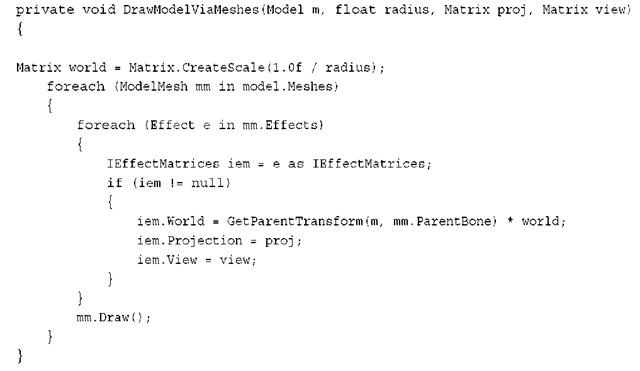 private void DrawModelViaMeshes(Model m, float radius, Matrix proj, Matrix view)
{
Matrix world = Matrix.CreateScale(1.0f / radius);
foreach (ModelMesh mm in model.Meshes)
{
foreach (Effect e in mm.Effects)
{
IEffectMatrices iem = e as IEffectMatrices;
if (iem != null)
{
iem.World = GetParentTransform(m, mm.ParentBone) * world;
iem.Projection = proj;
iem.View = view;
}
}
mm.Draw();
}
}